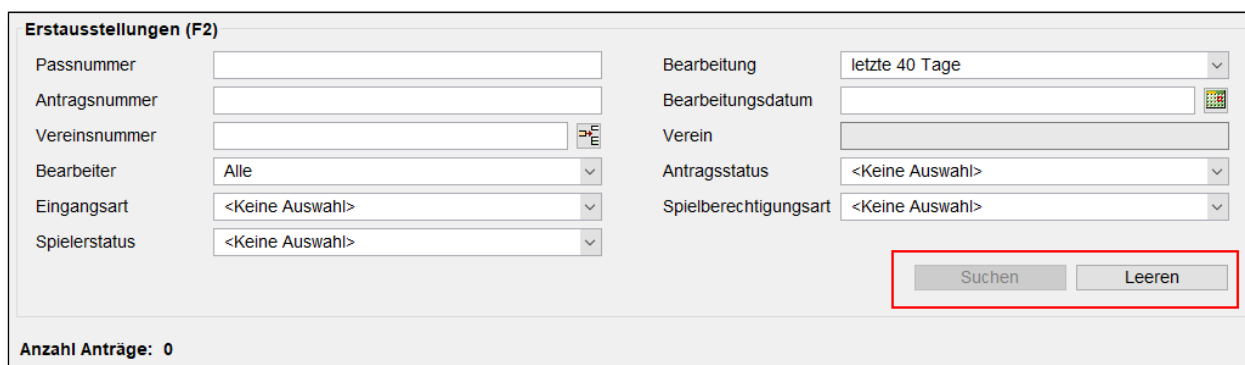 Erstausstellungen (F2)
Passnummer
Bearbeitung letzte 40 Tage
Antragsnummer
Bearbeitungsdatum
Vereinsnummer
Verein
Bearbeiter Alle
Antragsstatus <Keine Auswahl>
Eingangsart <Keine Auswahl>
Spielberechtigungsart <Keine Auswahl>
Spielerstatus <Keine Auswahl>
Suchen Leeren
Anzahl Anträge: 0